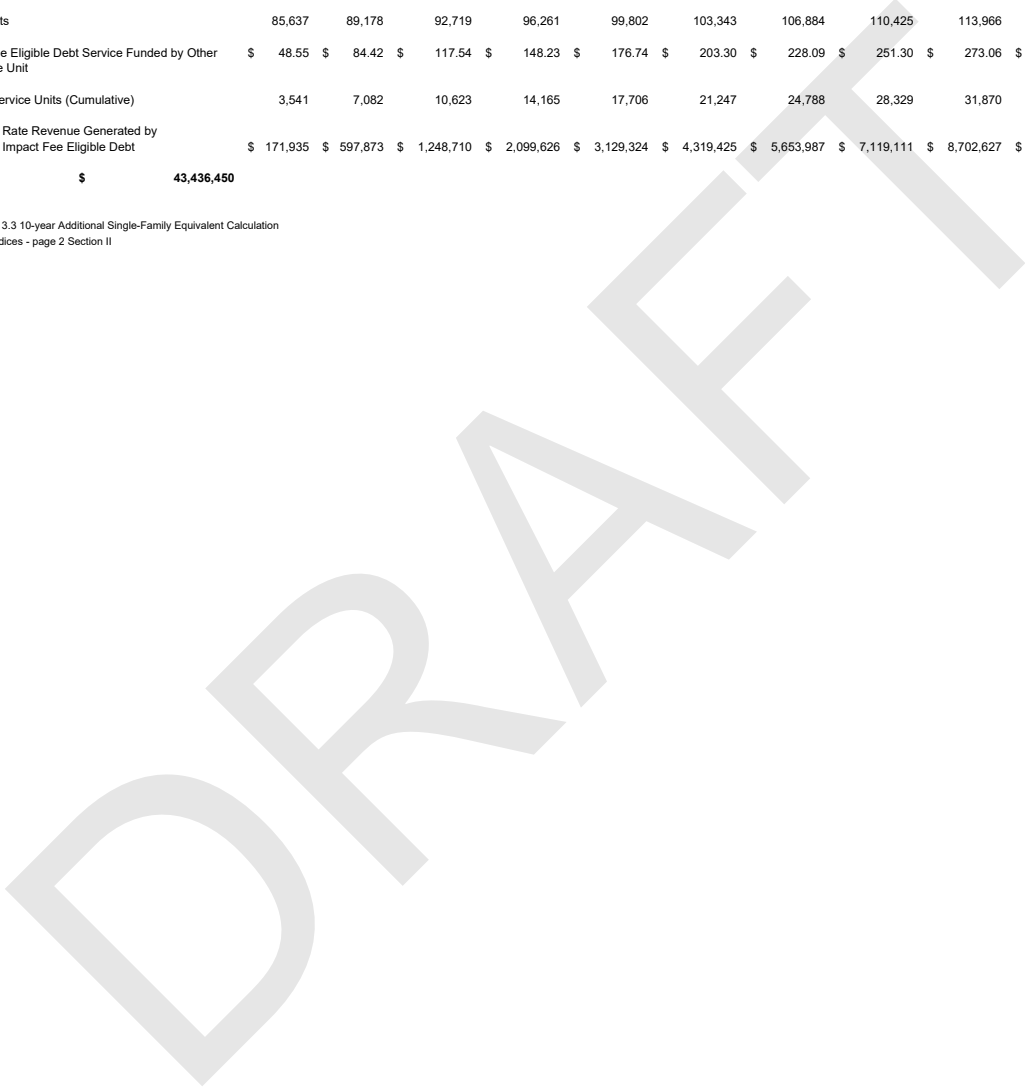 ts 85,637 89,178 92,719 96,261 99,802 103,343 106,884 110,425 113,966
e Eligible Debt Service Funded by Other $ 48.55 $ 84.42 $ 117.54 $ 148.23 $ 176.74 $ 203.30 $ 228.09 $ 251.30 $ 273.06 $
e Unit
ervice Units (Cumulative) 3,541 7,082 10,623 14,165 17,706 21,247 24,788 28,329 31,870
Rate Revenue Generated by
Impact Fee Eligible Debt $ 171,935 $ 597,873 $ 1,248,710 $ 2,099,626 $ 3,129,324 $ 4,319,425 $ 5,653,987 $ 7,119,111 $ 8,702,627 $
$ 43,436,450
3.3 10-year Additional Single-Family Equivalent Calculation
dices - page 2 Section II
DRAFT